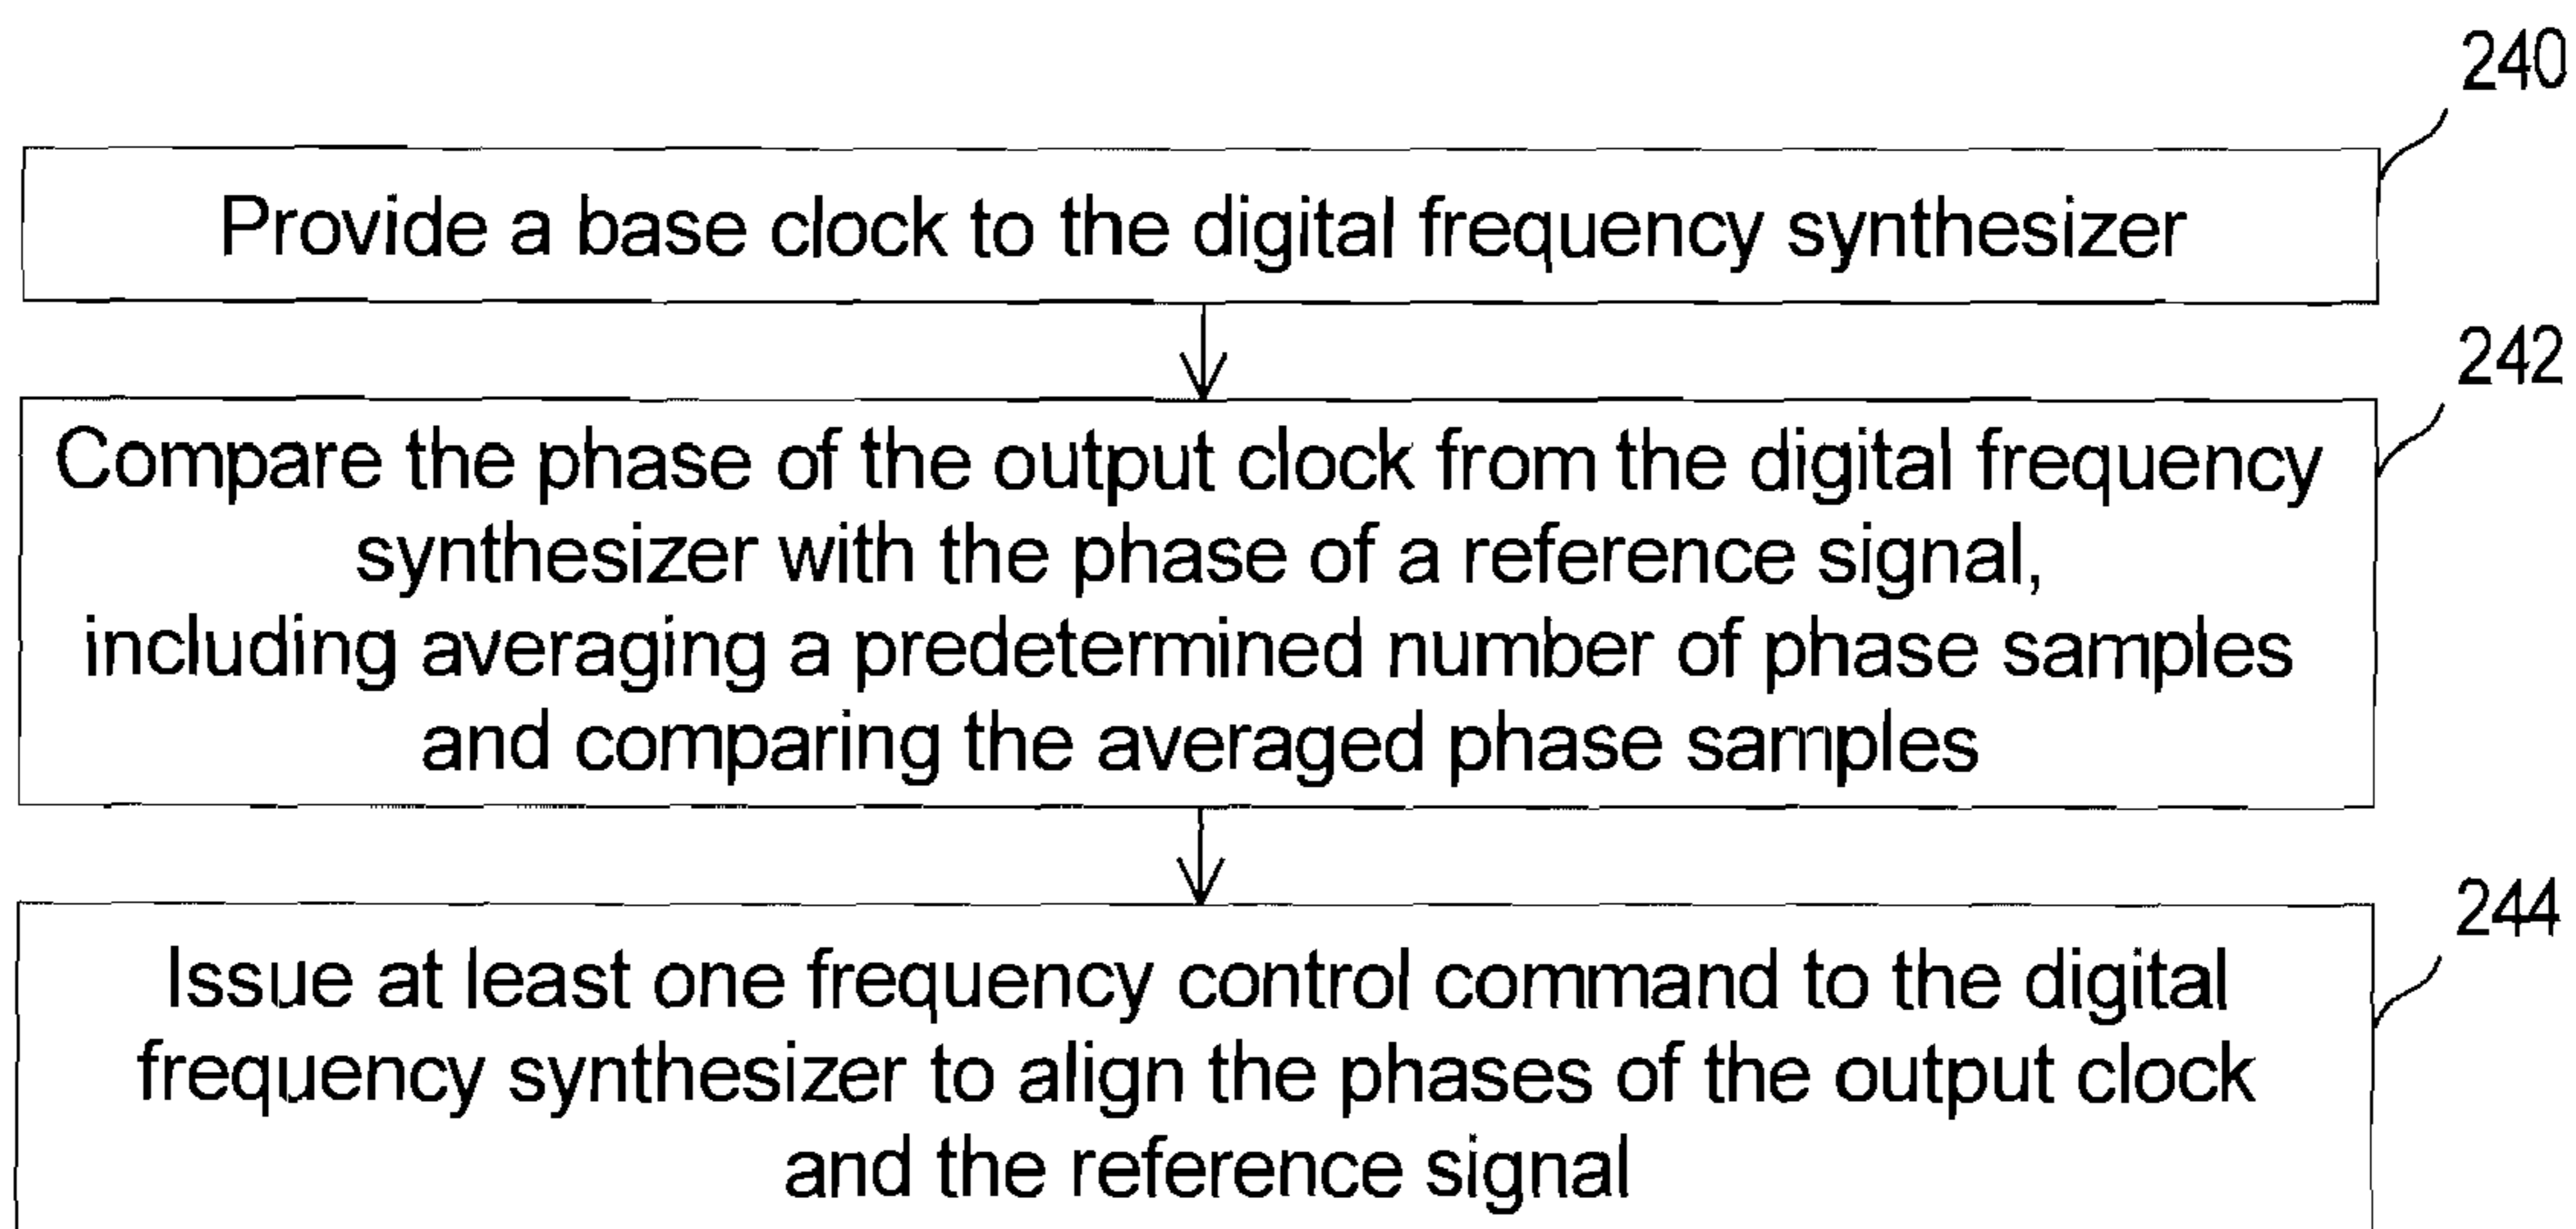 240
Provide a base clock to the digital frequency synthesizer
242
Compare the phase of the output clock from the digital frequency
synthesizer with the phase of a reference signal,
including averaging a predetermined number of phase samples
and comparing the averaged phase samples
244
Issue at least one frequency control command to the digital
frequency synthesizer to align the phases of the output clock
and the reference signal